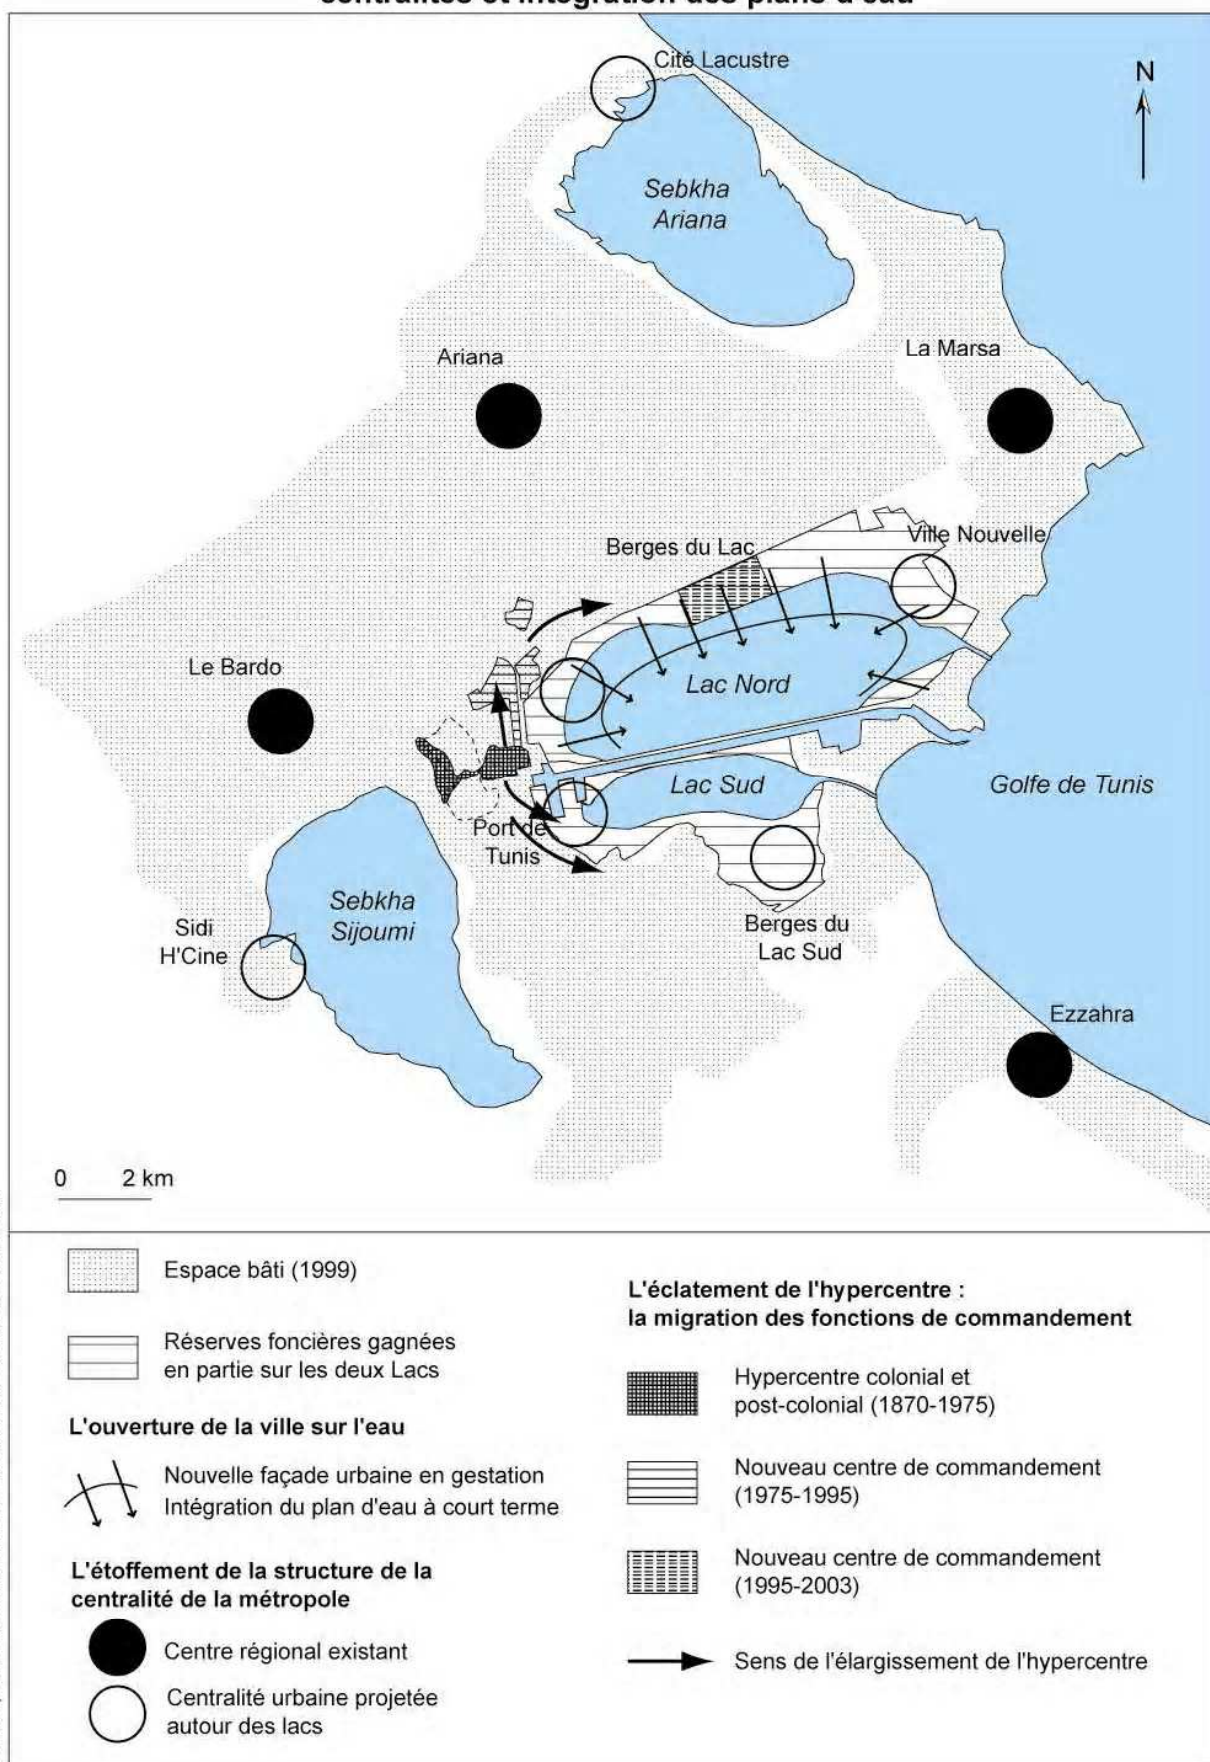 centralités et intégration des plans d'eau
Cité Lacustre
N
Sebkha
Ariana
Ariana
La Marsa
Berges du Lac
Ville Nouvelle
Le Bardo
Lac Nord
Lac Sud
Golfe de Tunis
Port de
Tunis
Sebkha
Sijoumi
Sidi
H'Cine
Berges du
Lac Sud
Ezzahra
0 2 km
Espace bâti (1999)
Réserves foncières gagnées
en partie sur les deux Lacs
L'ouverture de la ville sur l'eau
Nouvelle façade urbaine en gestation
Intégration du plan d'eau à court terme
L'étoffement de la structure de la
centralité de la métropole
Centre régional existant
Centralité urbaine projetée
autour des lacs
L'éclatement de l'hypercentre :
la migration des fonctions de commandement
Hypercentre colonial et
post-colonial (1870-1975)
Nouveau centre de commandement
(1975-1995)
Nouveau centre de commandement
(1995-2003)
Sens de l'élargissement de l'hypercentre